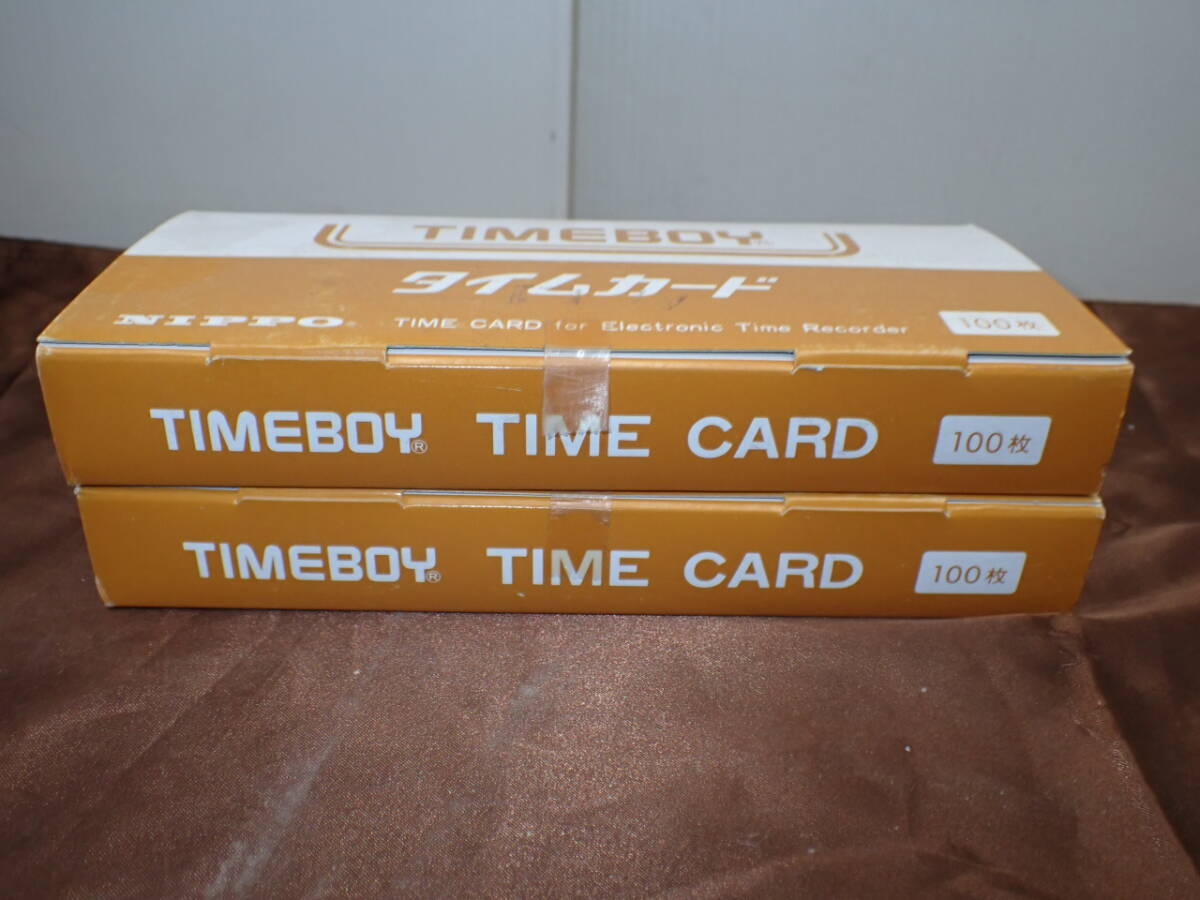 TIMEBOY
タイムカード
NIPPO TIME CARD for Electronic Time Recorder 100枚
TIMEBOY® TIME CARD 100枚
TIMEBOY® TIME CARD 100枚